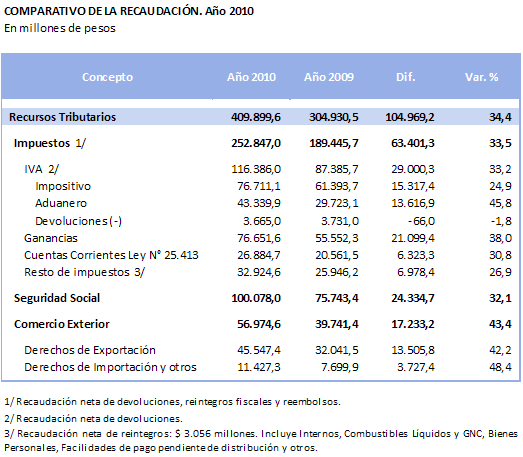 COMPARATIVO DE LA RECAUDACIÓN. Año 2010
En millones de pesos
Concepto Año 2010 Año 2009 Dif. Var. %
Recursos Tributarios 409.899,6 304.930,5 104.969,2 34,4
Impuestos 1/ 252.847,0 189.445,7 63.401,3 33,5
IVA 2/ 116.386,0 87.385,7 29.000,3 33,2
Impositivo 76.711,1 61.393,7 15.317,4 24,9
Aduanero 43.339,9 29.723,1 13.616,9 45,8
Devoluciones (-) 3.665,0 3.731,0 -66,0 -1,8
Ganancias 76.651,6 55.552,3 21.099,4 38,0
Cuentas Corrientes Ley N° 25.413 26.884,7 20.561,5 6.323,3 30,8
Resto de impuestos 3/ 32.924,6 25.946,2 6.978,4 26,9
Seguridad Social 100.078,0 75.743,4 24.334,7 32,1
Comercio Exterior 56.974,6 39.741,4 17.233,2 43,4
Derechos de Exportación 45.547,4 32.041,5 13.505,8 42,2
Derechos de Importación y otros 11.427,3 7.699,9 3.727,4 48,4
1/ Recaudación neta de devoluciones, reintegros fiscales y reembolsos.
2/ Recaudación neta de devoluciones.
3/ Recaudación neta de reintegros: $ 3.056 millones. Incluye Internos, Combustibles Líquidos y GNC, Bienes
Personales, Facilidades de pago pendiente de distribución y otros.